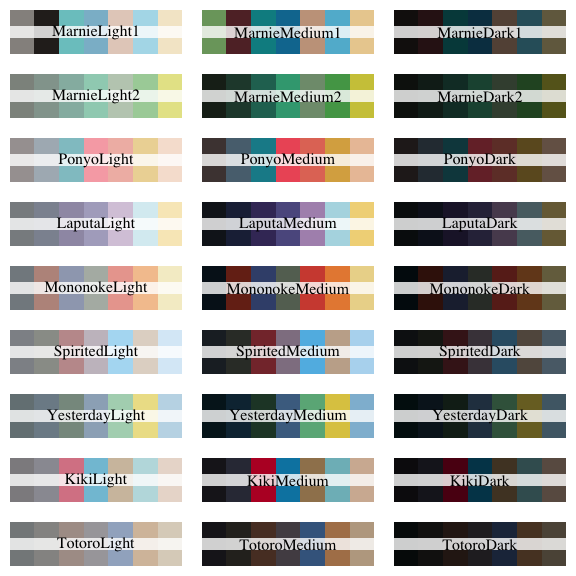 MarnieLight1 MarnieMedium1 MarnieDark1
MarnieLight2 MarnieMedium2 MarnieDark2
PonyoLight PonyoMedium PonyoDark
LaputaLight LaputaMedium LaputaDark
MononokeLight MononokeMedium MononokeDark
SpiritedLight SpiritedMedium SpiritedDark
YesterdayLight YesterdayMedium YesterdayDark
KikiLight KikiMedium KikiDark
TotoroLight TotoroMedium TotoroDark